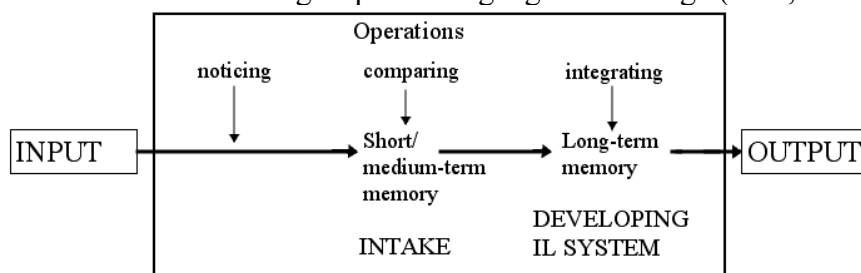 Operations
noticing
comparing
integrating
INPUT
Short/
medium-term
memory
Long-term
memory
OUTPUT
INTAKE
DEVELOPING
IL SYSTEM